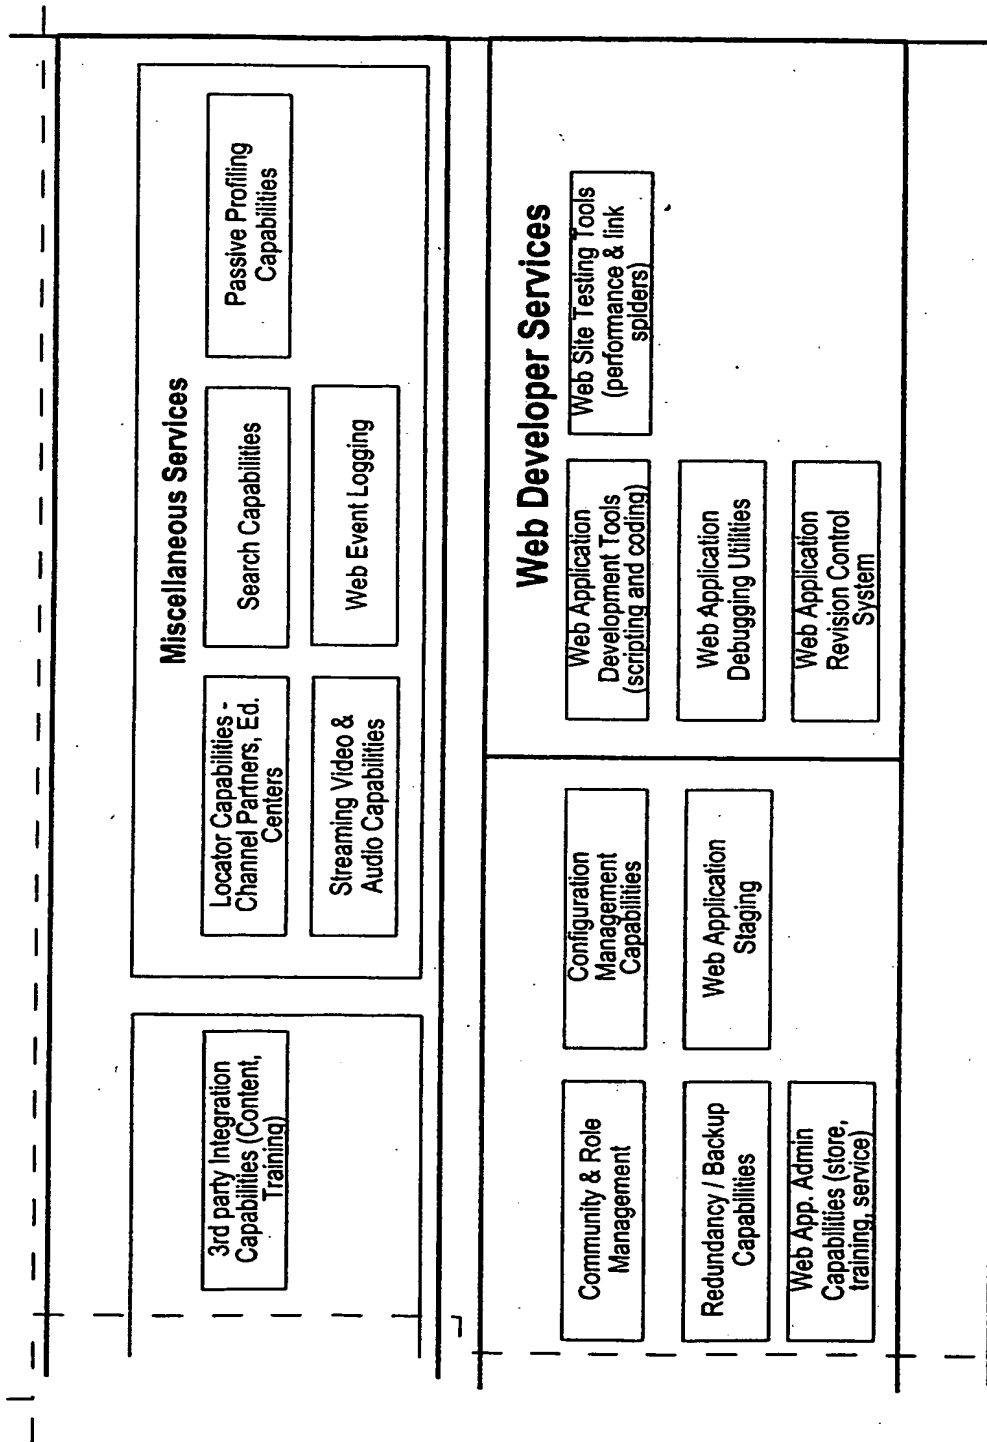 3rd party Integration
Capabilities (Content,
Training)
Miscellaneous Services
Locator Capabilities -
Channel Partners, Ed.
Centers
Search Capabilities
Passive Profiling
Capabilities
Streaming Video &
Audio Capabilities
Web Event Logging
Community & Role
Management
Configuration
Management
Capabilities
Redundancy / Backup
Capabilities
Web Application
Staging
Web App. Admin
Capabilities (store,
training, service)
Web Developer Services
Web Application
Development Tools
(scripting and coding)
Web Site Testing Tools
(performance & link
spiders)
Web Application
Debugging Utilities
Web Application
Revision Control
System